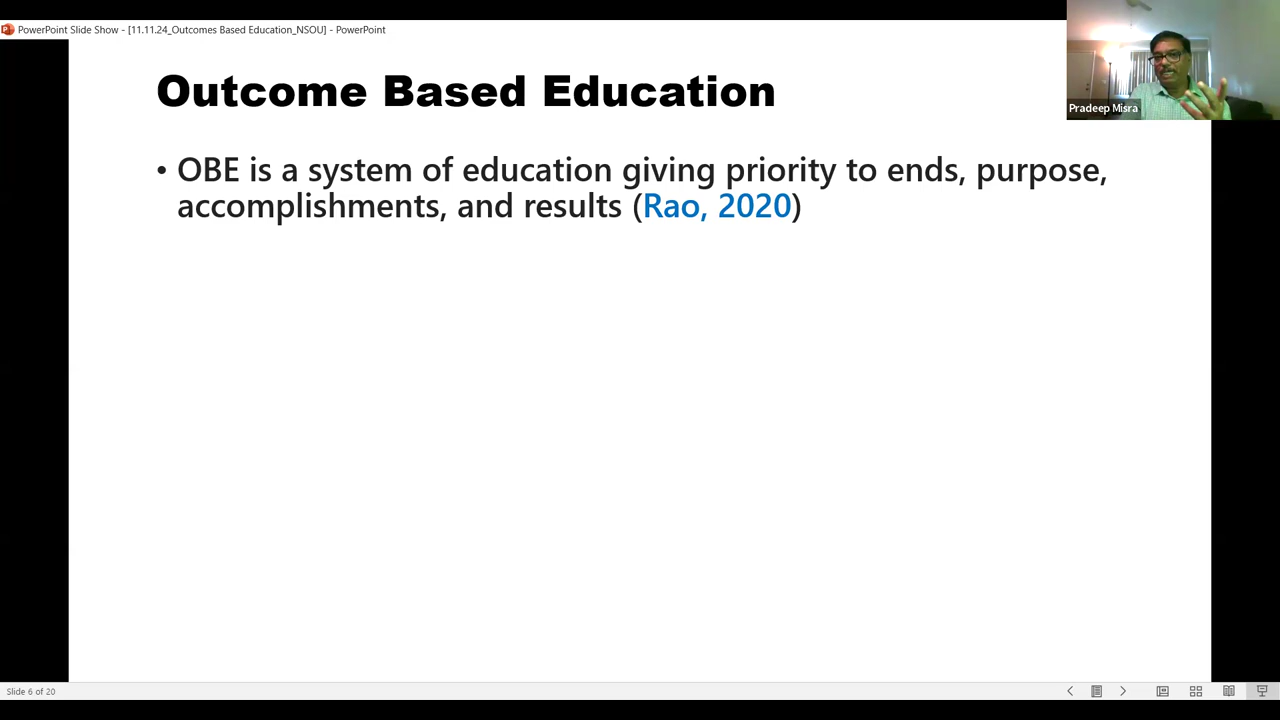 PowerPoint Slide Show - [11.11.24_Outcomes Based Education_NSOU] - PowerPoint
Pradeep Misra
Outcome Based Education
• OBE is a system of education giving priority to ends, purpose,
accomplishments, and results (Rao, 2020)
Slide 6 of 20